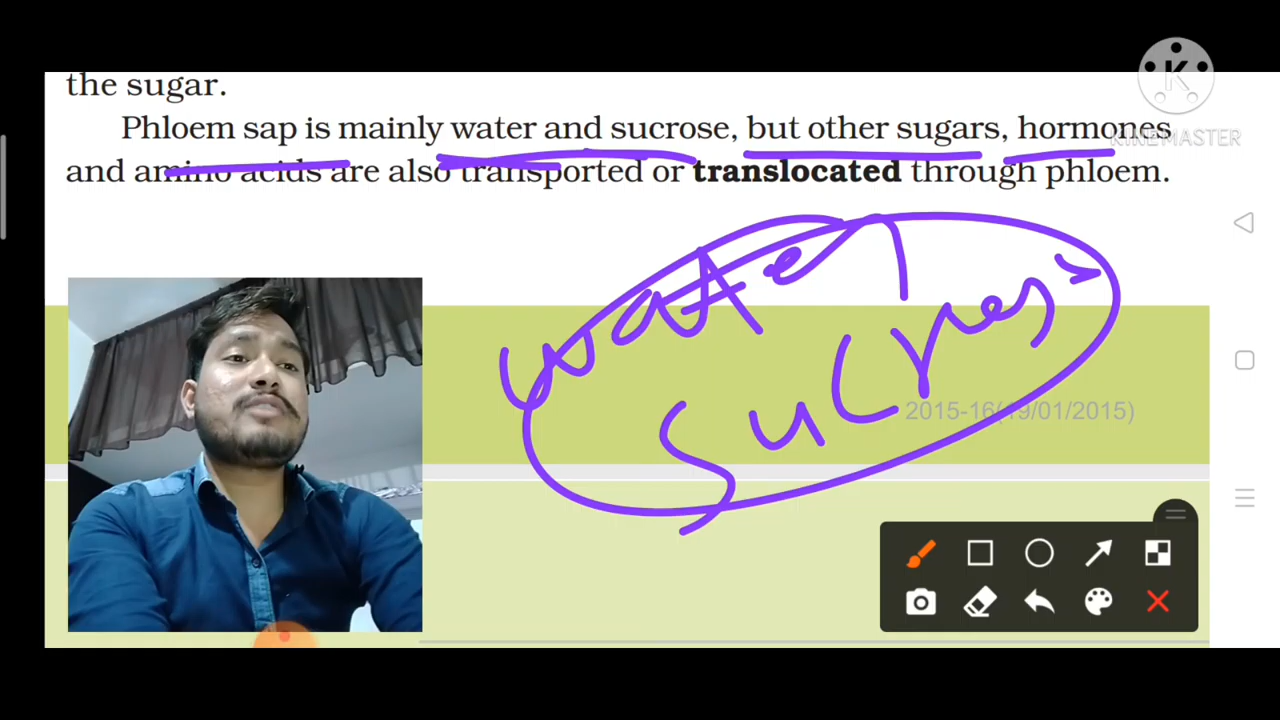 the sugar.
KINEMASTER
Phloem sap is mainly water and sucrose, but other sugars, hormones
and amino acids are also transported or translocated through phloem.
water
Sucres
2015-16(19/01/2015)